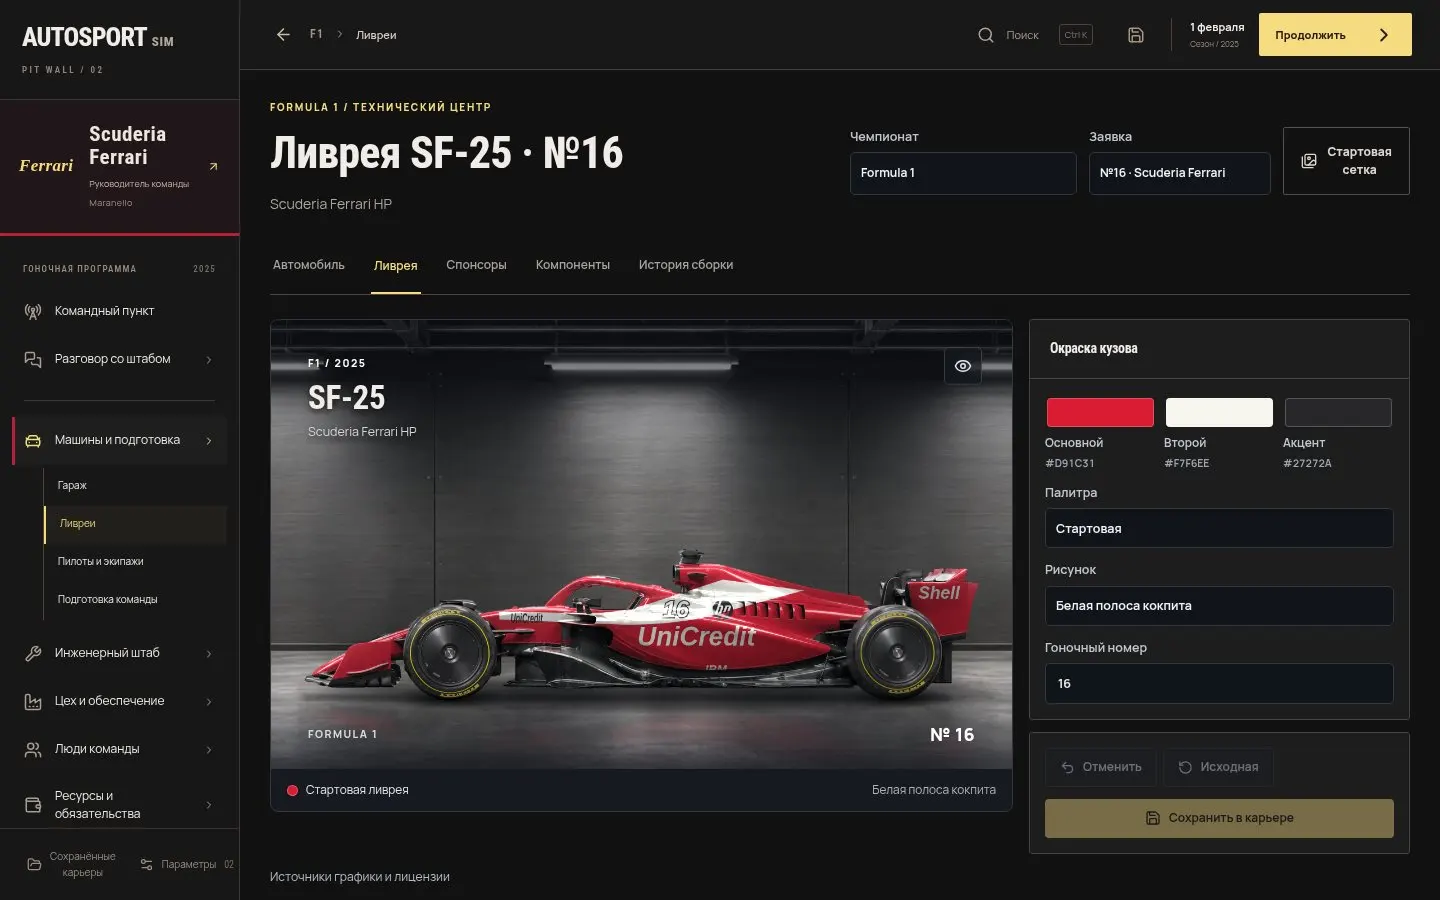 AUTOSPORT SIM
PIT WALL / 02
Ferrari
Scuderia
Ferrari
Руководитель команды
Maranello
ГОНОЧНАЯ ПРОГРАММА 2025
Командный пункт
Разговор со штабом
Машины и подготовка
Гараж
Ливреи
Пилоты и экипажи
Подготовка команды
Инженерный штаб
Цех и обеспечение
Люди команды
Ресурсы и
обязательства
Сохранённые
карьеры
Параметры 02
F1 > Ливреи
Поиск Ctrl K
1 февраля
Сезон / 2025
Продолжить
FORMULA 1 / ТЕХНИЧЕСКИЙ ЦЕНТР
Ливрея SF-25 · №16
Scuderia Ferrari HP
Чемпионат
Formula 1
Заявка
№16 · Scuderia Ferrari
Стартовая
сетка
Автомобиль Ливрея Спонсоры Компоненты История сборки
F1 / 2025
SF-25
Scuderia Ferrari HP
Shell
16
hp
UniCredit
UniCredit
IBM
FORMULA 1
№ 16
Стартовая ливрея
Белая полоса кокпита
Окраска кузова
Основной Второй Акцент
#D91C31 #F7F6EE #27272A
Палитра
Стартовая
Рисунок
Белая полоса кокпита
Гоночный номер
16
Отменить
Исходная
Сохранить в карьере
Источники графики и лицензии